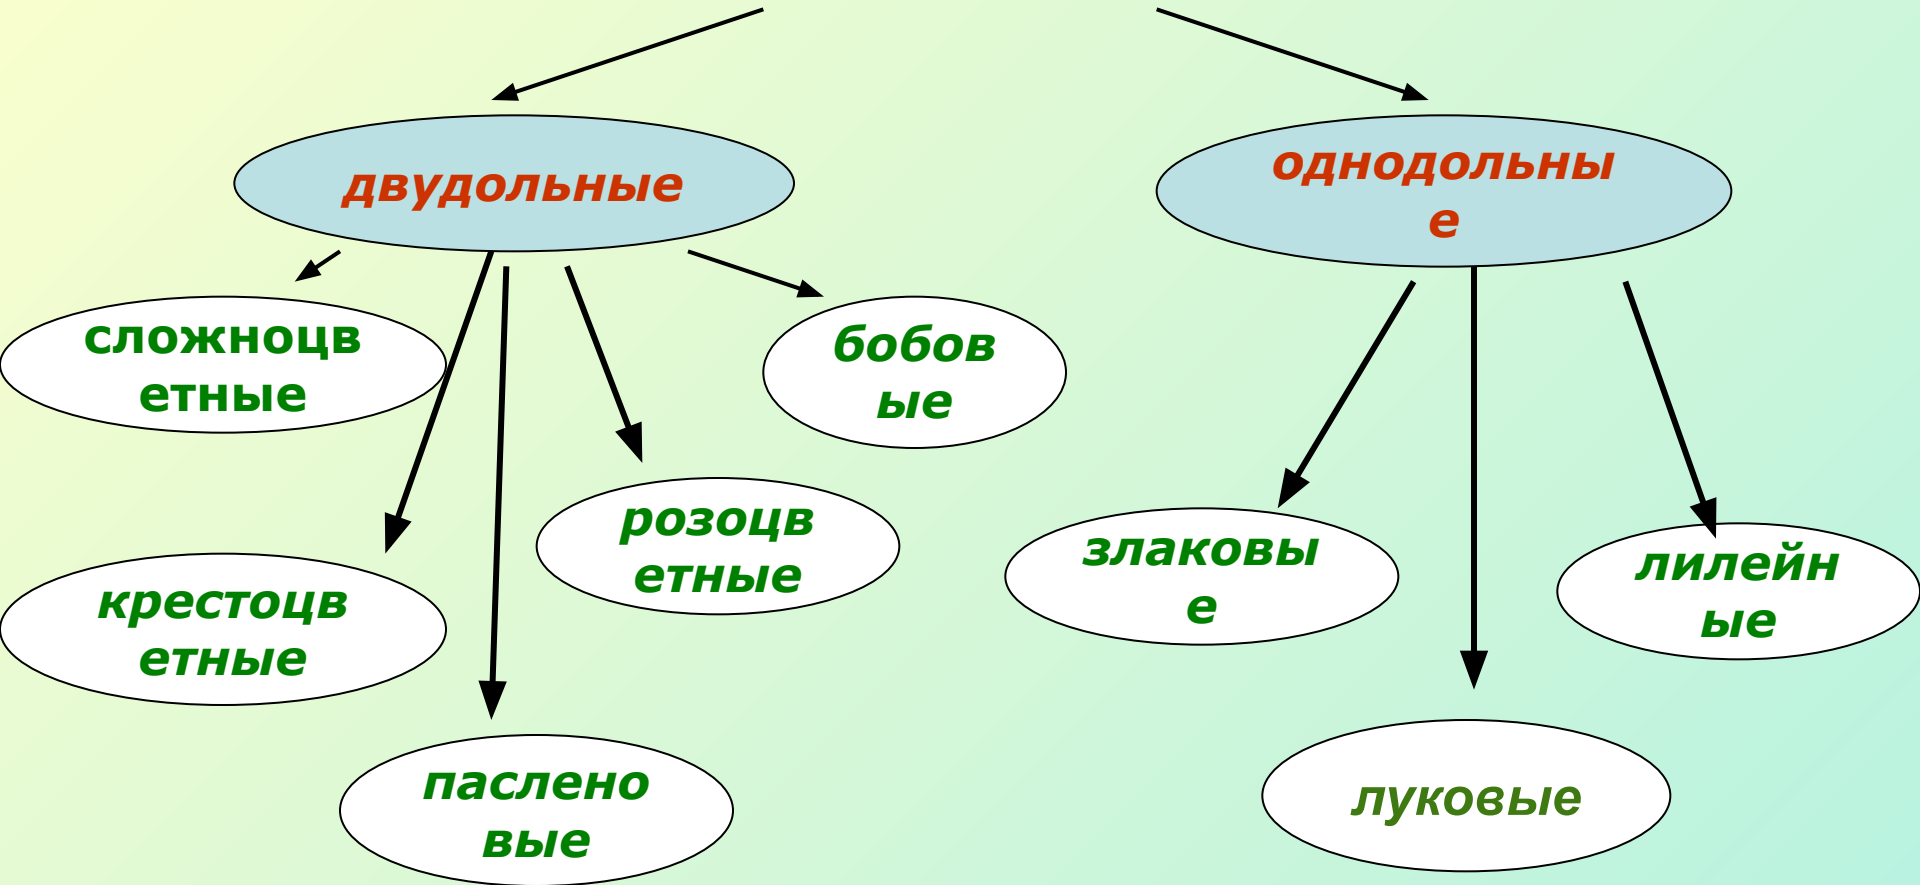 двудольные
однодольны
е
сложноцв
етные
бобов
ые
розоцв
етные
злаковы
е
лилейн
ые
крестоцв
етные
паслено
вые
луковые